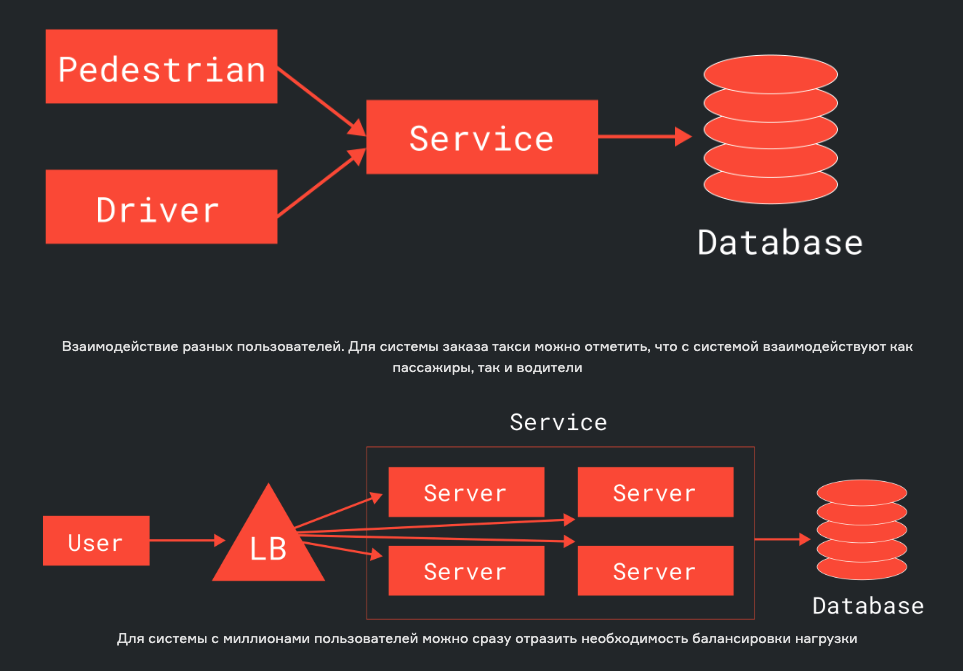 Pedestrian
Service
Driver
Database
Взаимодействие разных пользователей. Для системы заказа такси можно отметить, что с системой взаимодействуют как
пассажиры, так и водители
Service
Server Server
User
LB
Server Server
Database
Для системы с миллионами пользователей можно сразу отразить необходимость балансировки нагрузки